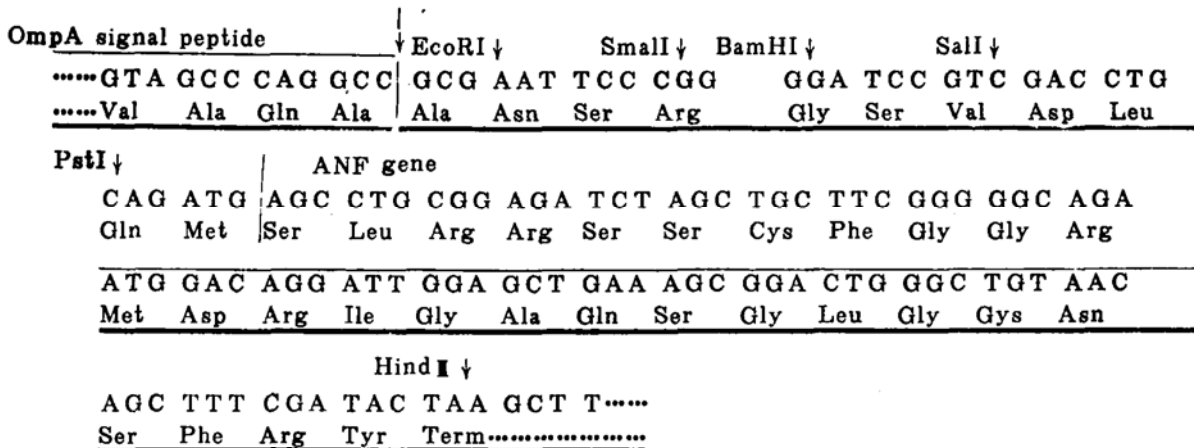 OmpA signal peptide EcoRI↓ SmalI↓ BamHI↓ SalI↓
······GTA GCC CAG GCC GCG AAT TCC CGG GGA TCC GTC GAC CTG
······Val Ala Gln Ala Ala Asn Ser Arg Gly Ser Val Asp Leu
PstI↓ ANF gene
CAG ATG AGC CTG CGG AGA TCT AGC TGC TTC GGG GGC AGA
Gln Met Ser Leu Arg Arg Ser Ser Cys Phe Gly Gly Arg
ATG GAC AGG ATT GGA GCT GAA AGC GGA CTG GGC TGT AAC
Met Asp Arg Ile Gly Ala Gln Ser Gly Leu Gly Gys Asn
Hind Ⅲ ↓
AGC TTT CGA TAC TAA GCTT T······
Ser Phe Arg Tyr Term·····················